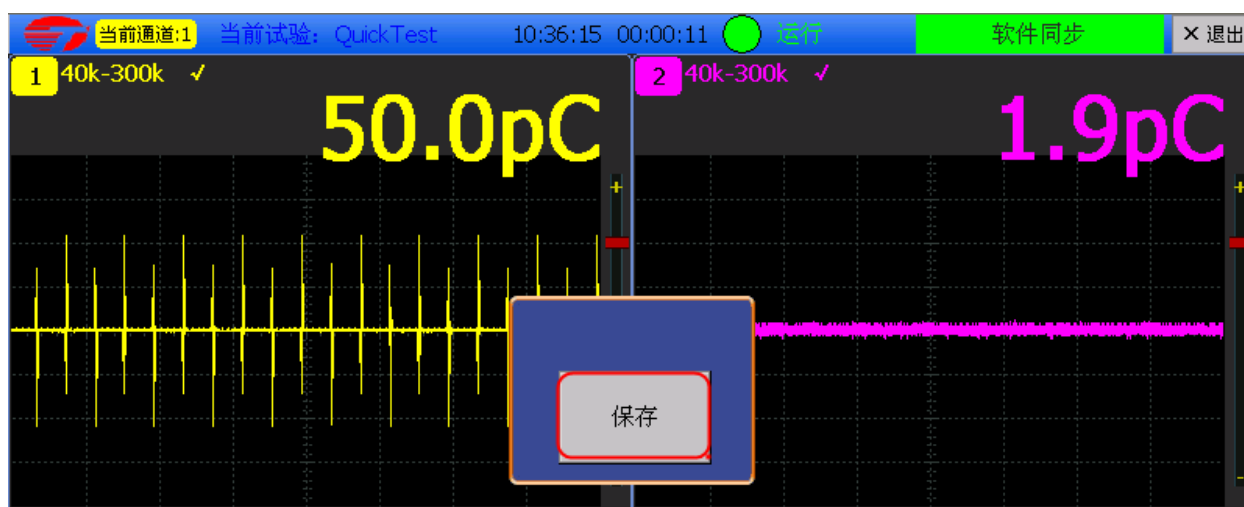 当前通道:1 当前试验: QuickTest 10:36:15 00:00:11 运行 软件同步 × 退出
1 40k-300k ✓ 2 40k-300k ✓
50.0pC 1.9pC
+ +
保存
-